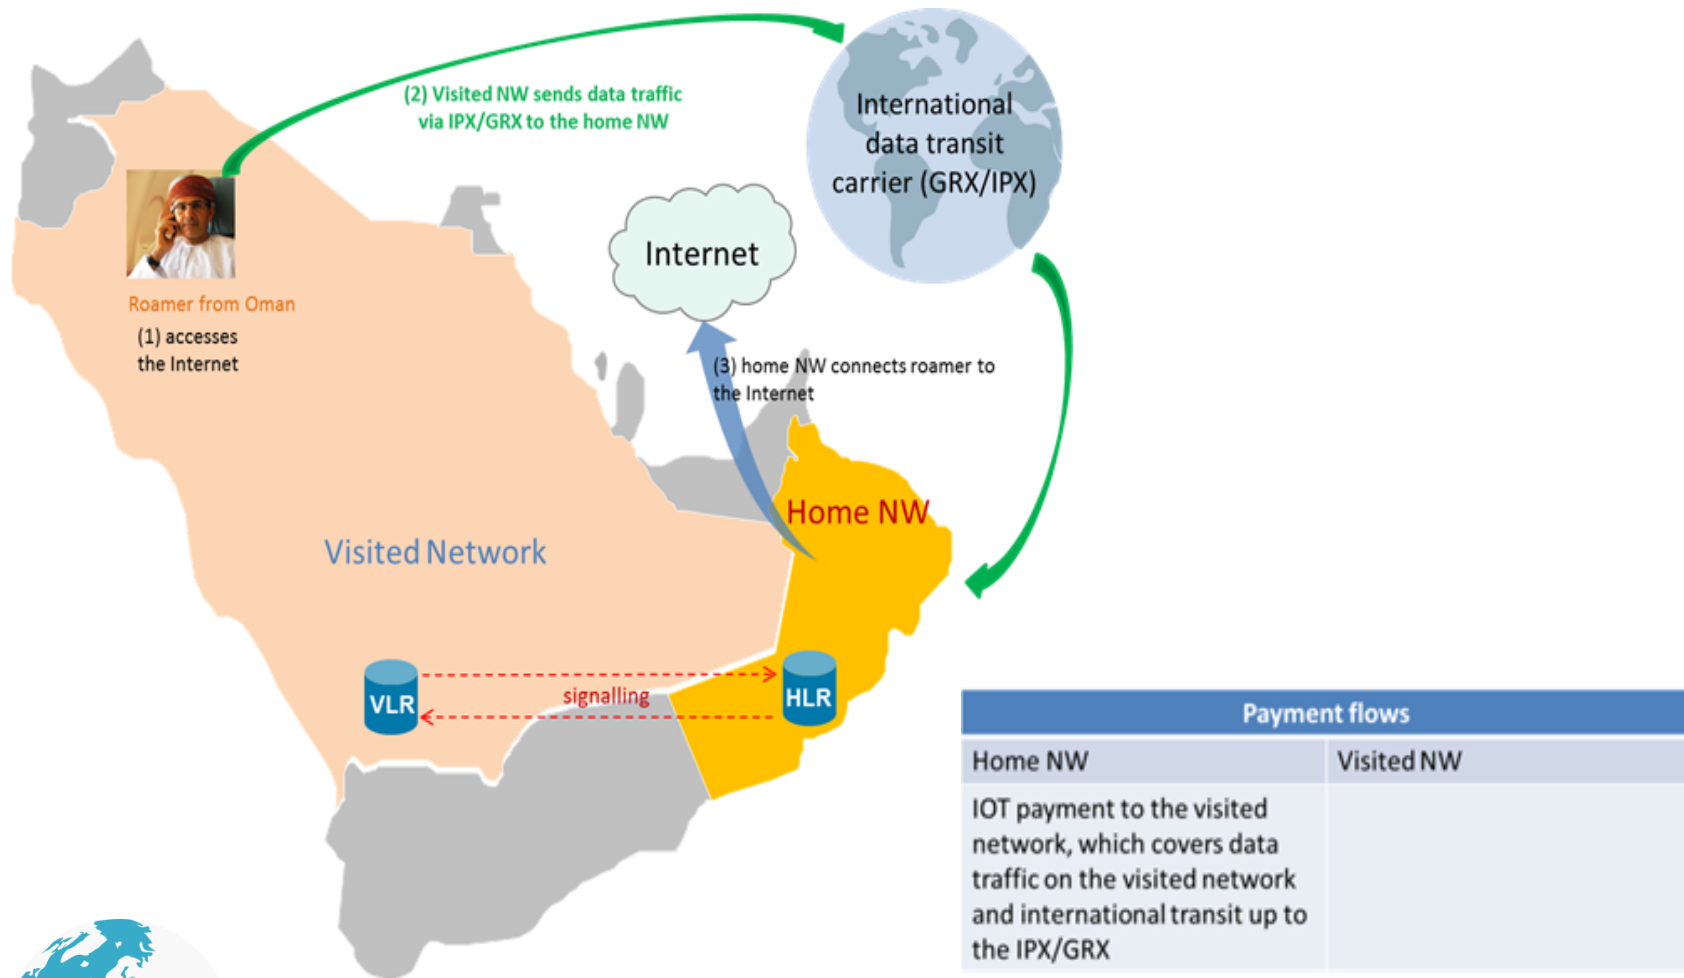 (2) Visited NW sends data traffic
via IPX/GRX to the home NW
International
data transit
carrier (GRX/IPX)
Internet
Roamer from Oman
(1) accesses
the Internet
(3) home NW connects roamer to
the Internet
Home NW
Visited Network
VLR
signalling
HLR
Payment flows
Home NW
Visited NW
IOT payment to the visited
network, which covers data
traffic on the visited network
and international transit up to
the IPX/GRX